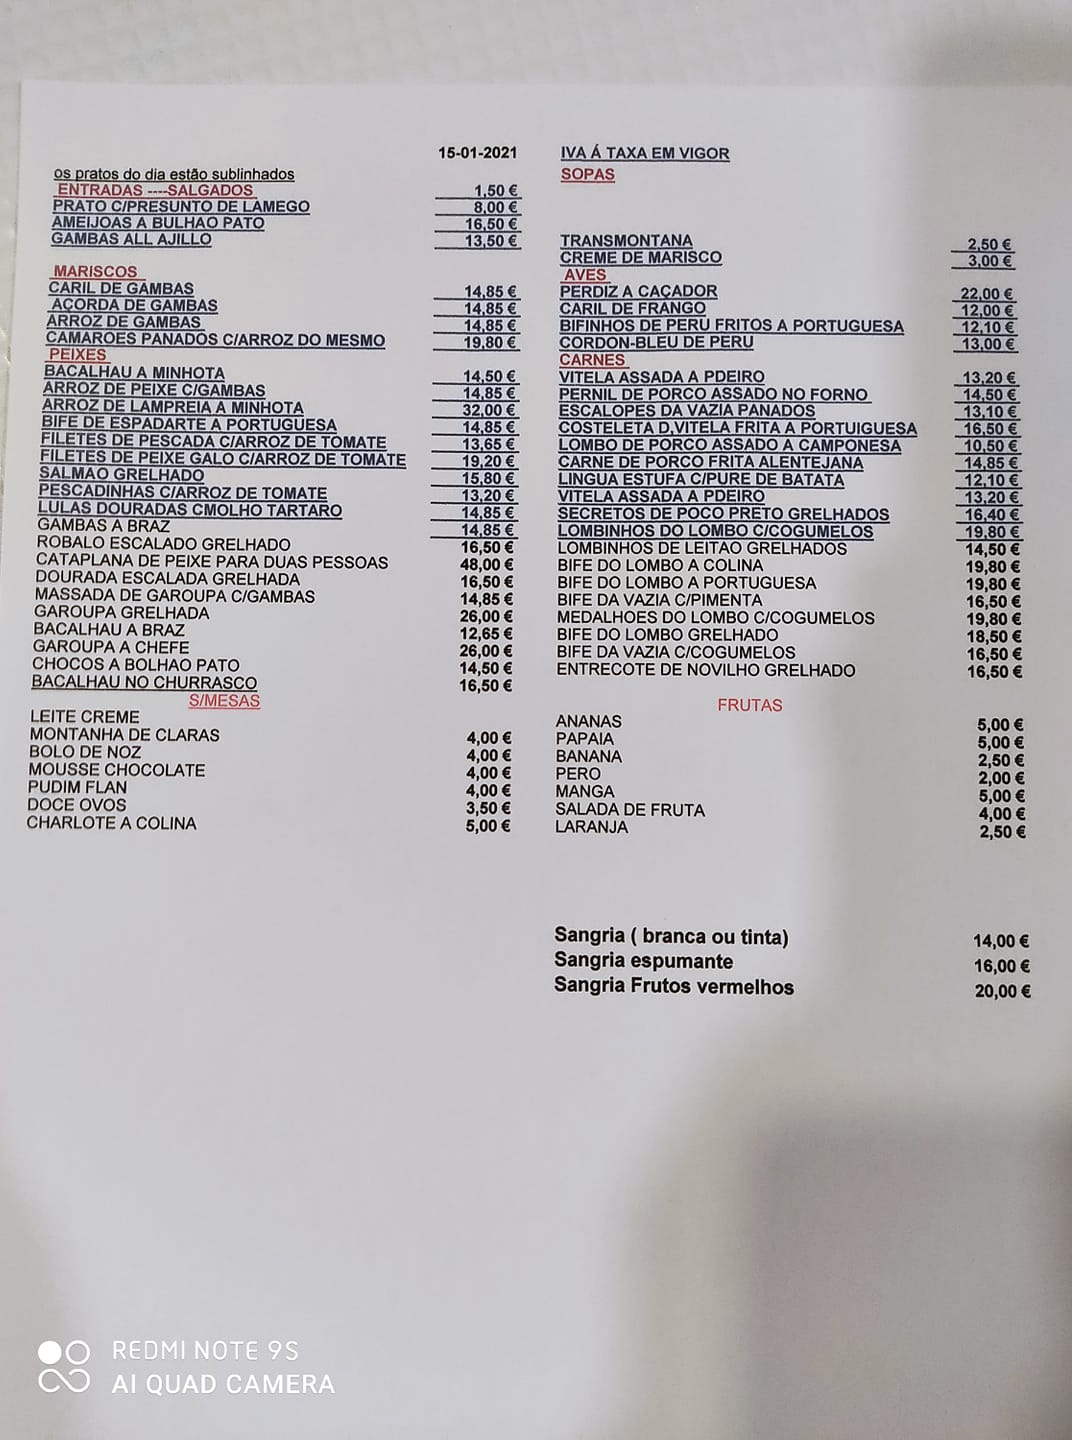 15-01-2021
os pratos do dia estão sublinhados
ENTRADAS ----SALGADOS 1,50 €
PRATO C/PRESUNTO DE LAMEGO 8,00 €
AMEIJOAS A BULHAO PATO 16,50 €
GAMBAS ALL AJILLO 13,50 €
MARISCOS
CARIL DE GAMBAS 14,85 €
AÇORDA DE GAMBAS 14,85 €
ARROZ DE GAMBAS 14,85 €
CAMAROES PANADOS C/ARROZ DO MESMO 19,80 €
PEIXES
BACALHAU A MINHOTA 14,50 €
ARROZ DE PEIXE C/GAMBAS 14,85 €
ARROZ DE LAMPREIA A MINHOTA 32,00 €
BIFE DE ESPADARTE A PORTUGUESA 14,85 €
FILETES DE PESCADA C/ARROZ DE TOMATE 13,65 €
FILETES DE PEIXE GALO C/ARROZ DE TOMATE 19,20 €
SALMAO GRELHADO 15,80 €
PESCADINHAS C/ARROZ DE TOMATE 13,20 €
LULAS DOURADAS CMOLHO TARTARO 14,85 €
GAMBAS A BRAZ 14,85 €
ROBALO ESCALADO GRELHADO 16,50 €
CATAPLANA DE PEIXE PARA DUAS PESSOAS 48,00 €
DOURADA ESCALADA GRELHADA 16,50 €
MASSADA DE GAROUPA C/GAMBAS 14,85 €
GAROUPA GRELHADA 26,00 €
BACALHAU A BRAZ 12,65 €
GAROUPA A CHEFE 26,00 €
CHOCOS A BOLHAO PATO 14,50 €
BACALHAU NO CHURRASCO 16,50 €
S/MESAS
LEITE CREME
MONTANHA DE CLARAS 4,00 €
BOLO DE NOZ 4,00 €
MOUSSE CHOCOLATE 4,00 €
PUDIM FLAN 4,00 €
DOCE OVOS 3,50 €
CHARLOTE A COLINA 5,00 €
IVA Á TAXA EM VIGOR
SOPAS
TRANSMONTANA 2,50 €
CREME DE MARISCO 3,00 €
AVES
PERDIZ A CAÇADOR 22,00 €
CARIL DE FRANGO 12,00 €
BIFINHOS DE PERU FRITOS A PORTUGUESA 12,10 €
CORDON-BLEU DE PERU 13,00 €
CARNES
VITELA ASSADA A PDEIRO 13,20 €
PERNIL DE PORCO ASSADO NO FORNO 14,50 €
ESCALOPES DA VAZIA PANADOS 13,10 €
COSTELETA D,VITELA FRITA A PORTUIGUESA 16,50 €
LOMBO DE PORCO ASSADO A CAMPONESA 10,50 €
CARNE DE PORCO FRITA ALENTEJANA 14,85 €
LINGUA ESTUFA C/PURE DE BATATA 12,10 €
VITELA ASSADA A PDEIRO 13,20 €
SECRETOS DE POCO PRETO GRELHADOS 16,40 €
LOMBINHOS DO LOMBO C/COGUMELOS 19,80 €
LOMBINHOS DE LEITAO GRELHADOS 14,50 €
BIFE DO LOMBO A COLINA 19,80 €
BIFE DO LOMBO A PORTUGUESA 19,80 €
BIFE DA VAZIA C/PIMENTA 16,50 €
MEDALHOES DO LOMBO C/COGUMELOS 19,80 €
BIFE DO LOMBO GRELHADO 18,50 €
BIFE DA VAZIA C/COGUMELOS 16,50 €
ENTRECOTE DE NOVILHO GRELHADO 16,50 €
FRUTAS
ANANAS 5,00 €
PAPAIA 5,00 €
BANANA 2,50 €
PERO 2,00 €
MANGA 5,00 €
SALADA DE FRUTA 4,00 €
LARANJA 2,50 €
Sangria ( branca ou tinta) 14,00 €
Sangria espumante 16,00 €
Sangria Frutos vermelhos 20,00 €
REDMI NOTE 9S
AI QUAD CAMERA